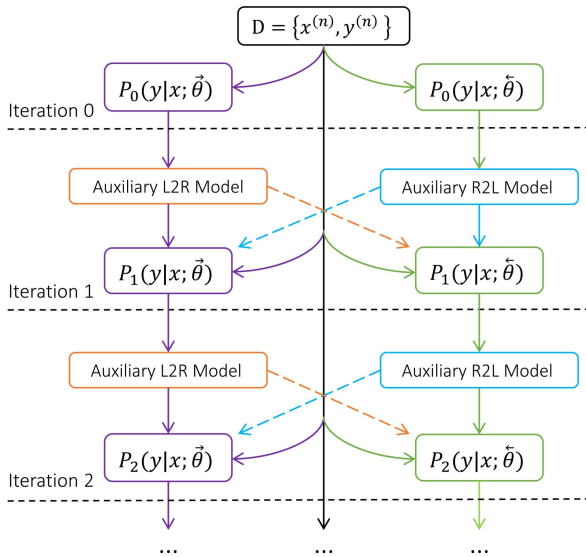 D = {x⁽ⁿ⁾, y⁽ⁿ⁾ }
P₀(y|x; θ⃗) P₀(y|x; θ⃖)
Iteration 0
Auxiliary L2R Model Auxiliary R2L Model
P₁(y|x; θ⃗) P₁(y|x; θ⃖)
Iteration 1
Auxiliary L2R Model Auxiliary R2L Model
P₂(y|x; θ⃗) P₂(y|x; θ⃖)
Iteration 2
... ... ...